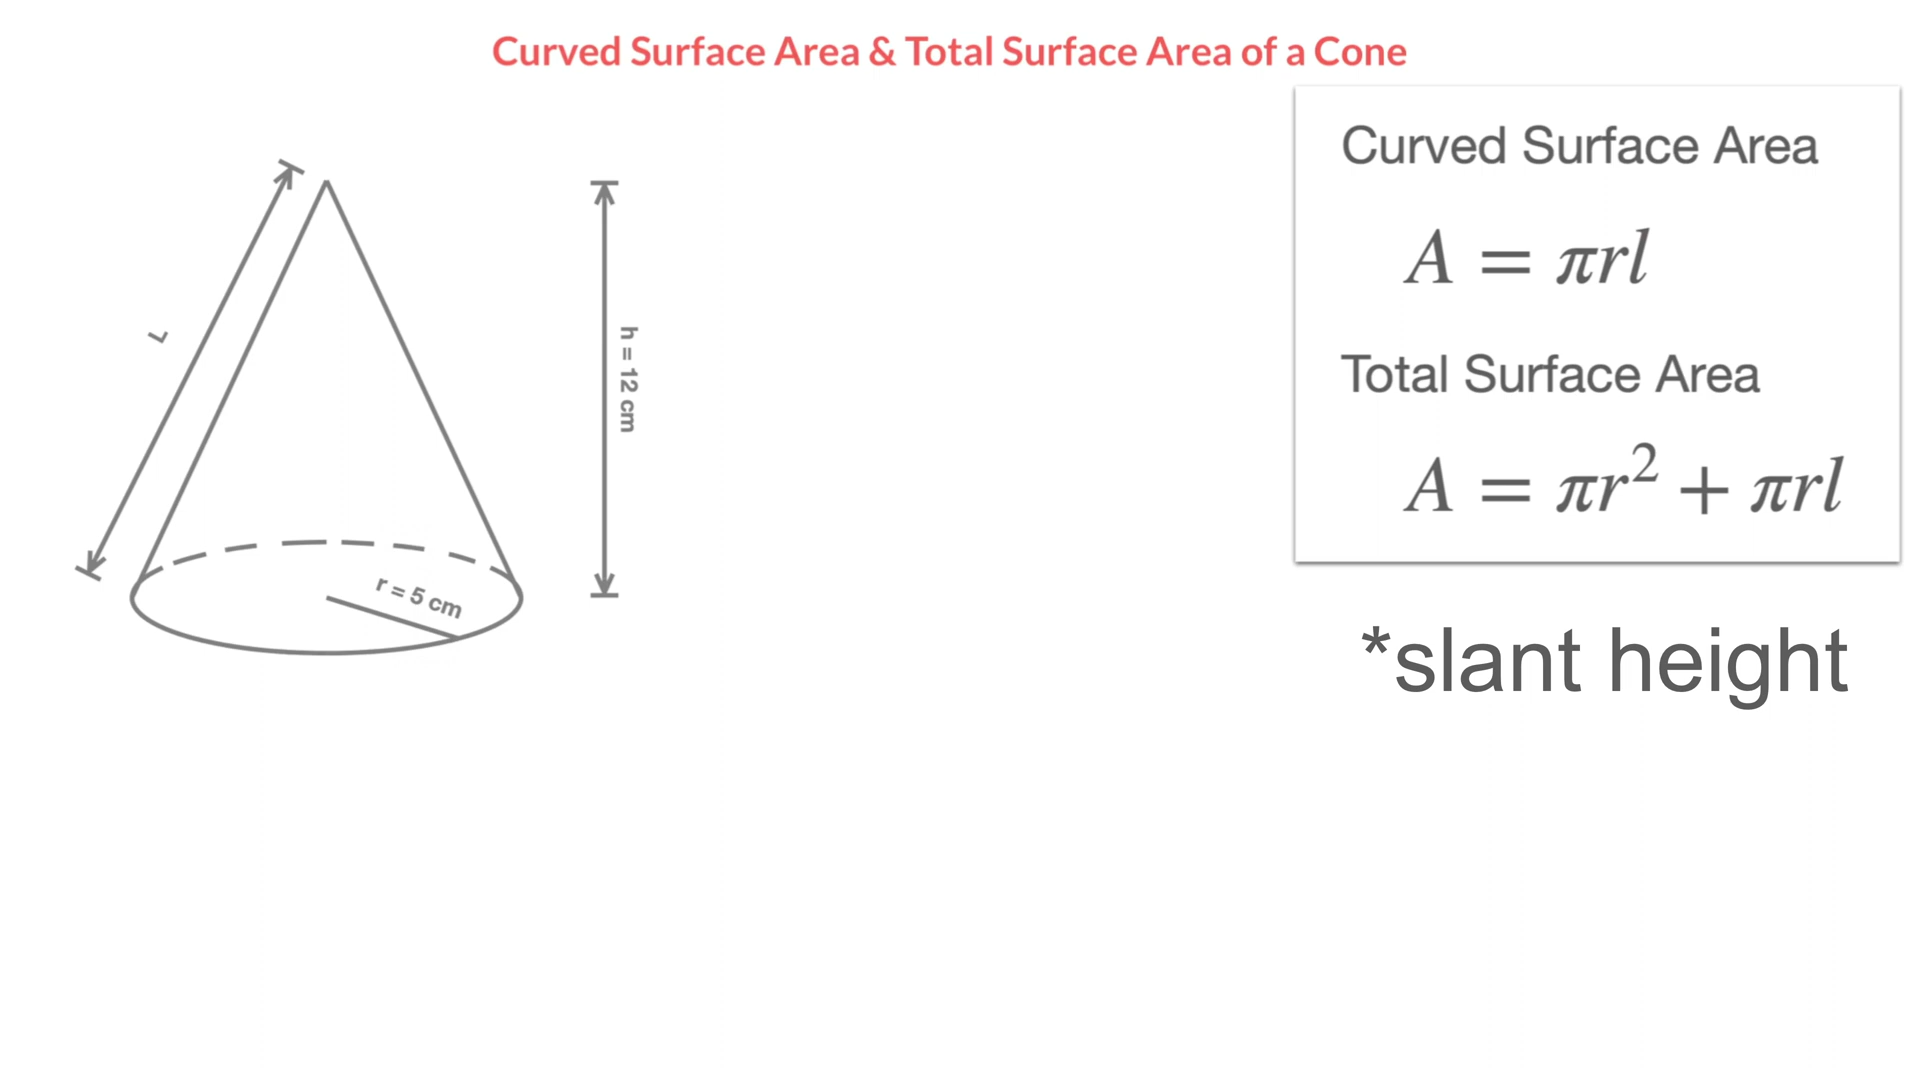 Curved Surface Area & Total Surface Area of a Cone
L
h = 12 cm
r = 5 cm
Curved Surface Area
A = πrl
Total Surface Area
A = πr² + πrl
*slant height